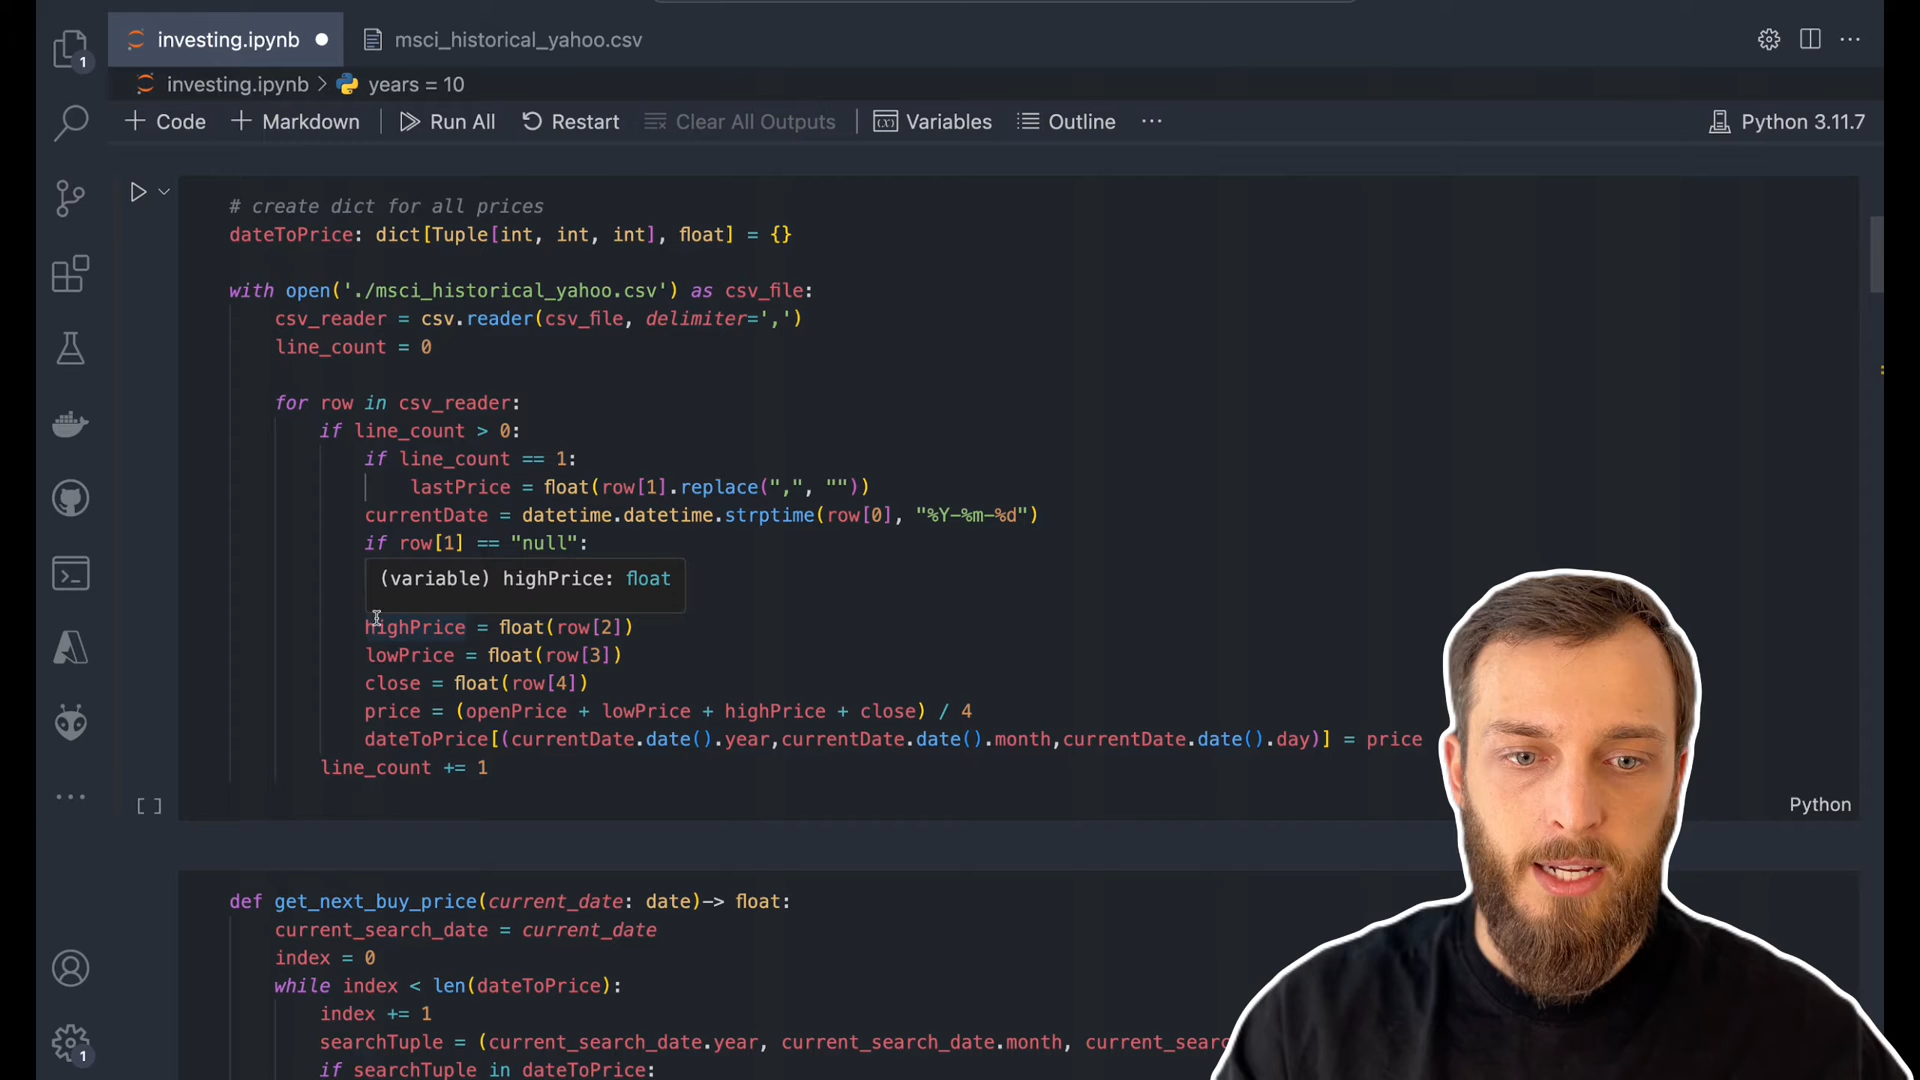 investing.ipynb
msci_historical_yahoo.csv
1
investing.ipynb > years = 10
Code
Markdown
Run All
Restart
Clear All Outputs
Variables
Outline
Python 3.11.7
# create dict for all prices
dateToPrice: dict[Tuple[int, int, int], float] = {}
with open('./msci_historical_yahoo.csv') as csv_file:
csv_reader = csv.reader(csv_file, delimiter=',')
line_count = 0
for row in csv_reader:
if line_count > 0:
if line_count == 1:
lastPrice = float(row[1].replace(",", ""))
currentDate = datetime.datetime.strptime(row[0], "%Y-%m-%d")
if row[1] == "null":
(variable) highPrice: float
highPrice = float(row[2])
lowPrice = float(row[3])
close = float(row[4])
price = (openPrice + lowPrice + highPrice + close) / 4
dateToPrice[(currentDate.date().year,currentDate.date().month,currentDate.date().day)] = price
line_count += 1
[ ]
Python
def get_next_buy_price(current_date: date)-> float:
current_search_date = current_date
index = 0
while index < len(dateToPrice):
index += 1
searchTuple = (current_search_date.year, current_search_date.month, current_searc
if searchTuple in dateToPrice:
1